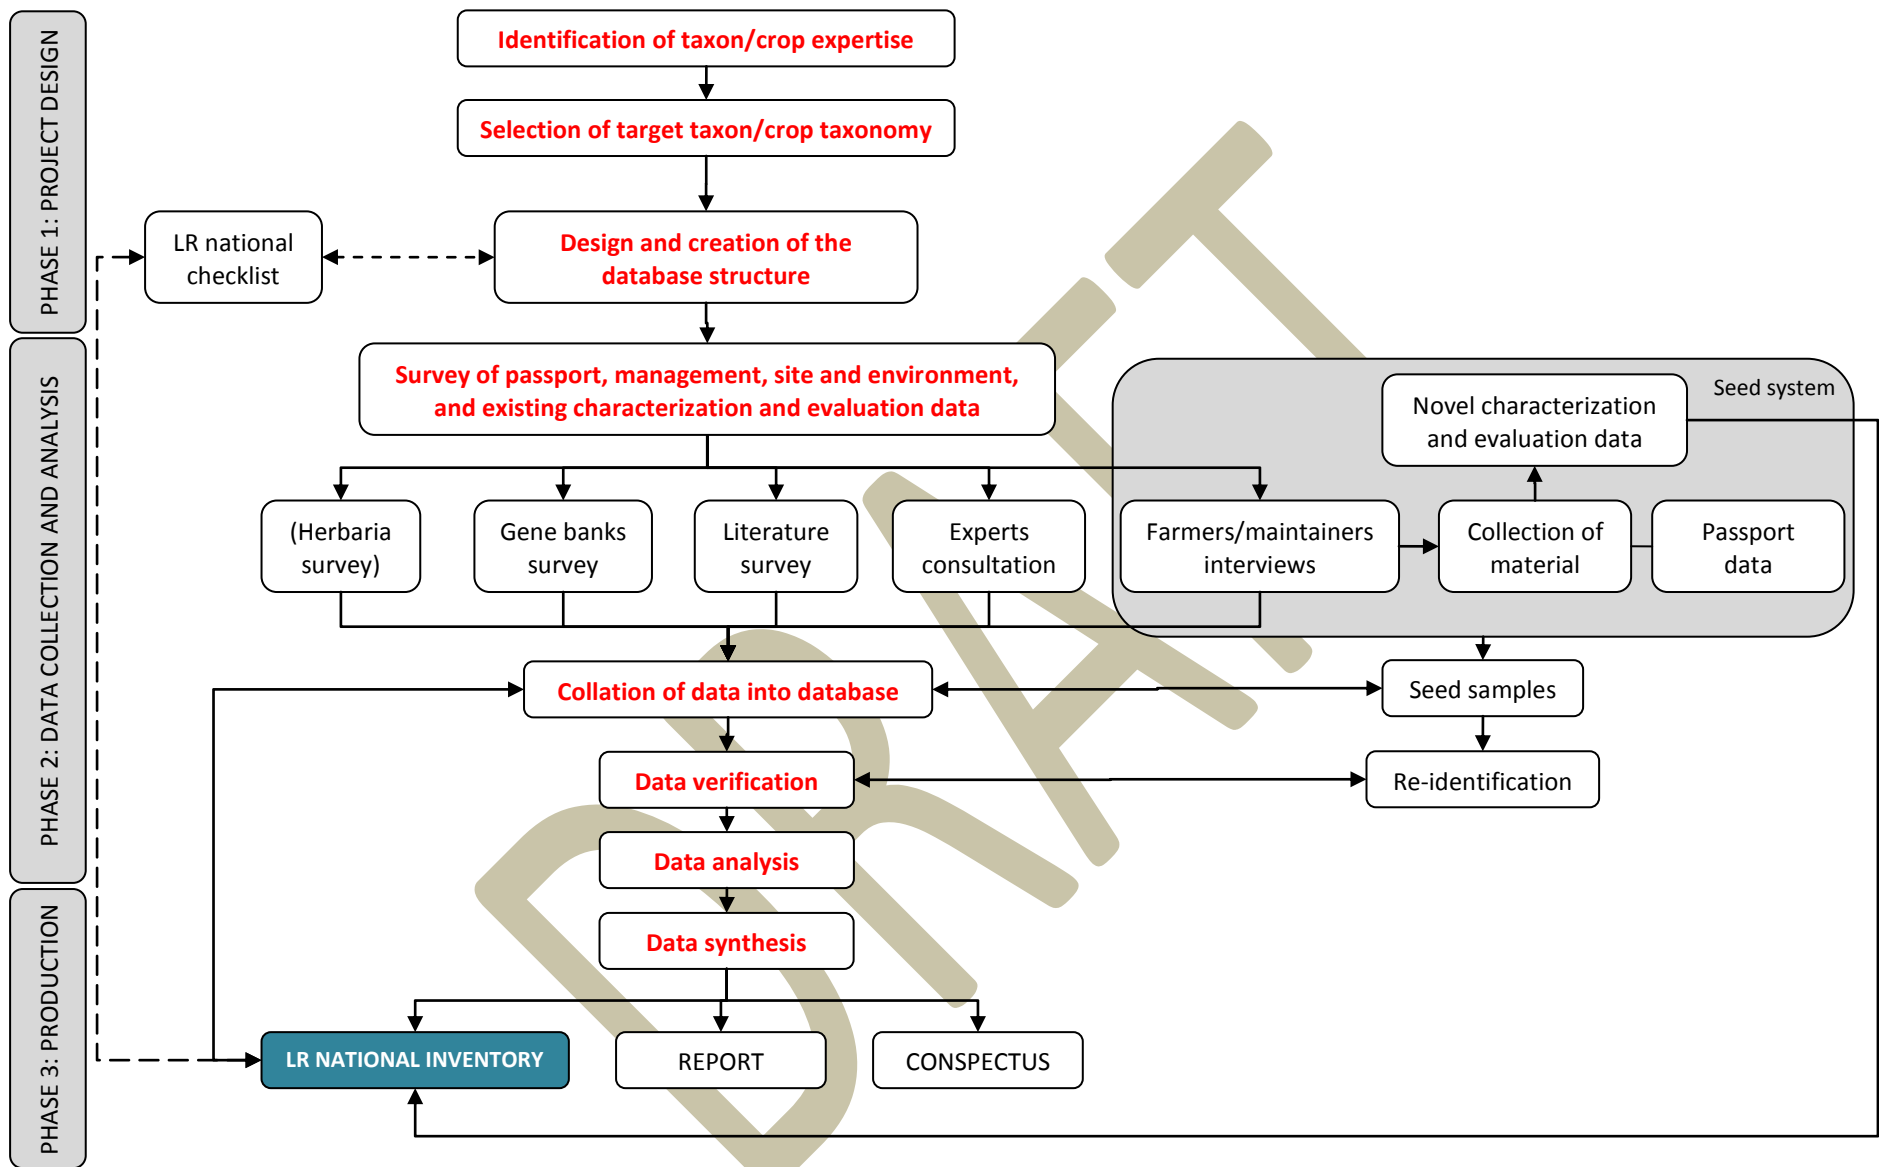 PHASE 1: PROJECT DESIGN
Identification of taxon/crop expertise
Selection of target taxon/crop taxonomy
LR national
checklist
Design and creation of the
database structure
PHASE 2: DATA COLLECTION AND ANALYSIS
Survey of passport, management, site and environment,
and existing characterization and evaluation data
Seed system
Novel characterization
and evaluation data
(Herbaria
survey)
Gene banks
survey
Literature
survey
Experts
consultation
Farmers/maintainers
interviews
Collection of
material
Passport
data
Collation of data into database
Seed samples
Data verification
Re-identification
Data analysis
PHASE 3: PRODUCTION
Data synthesis
LR NATIONAL INVENTORY
REPORT
CONSPECTUS
DRAFT